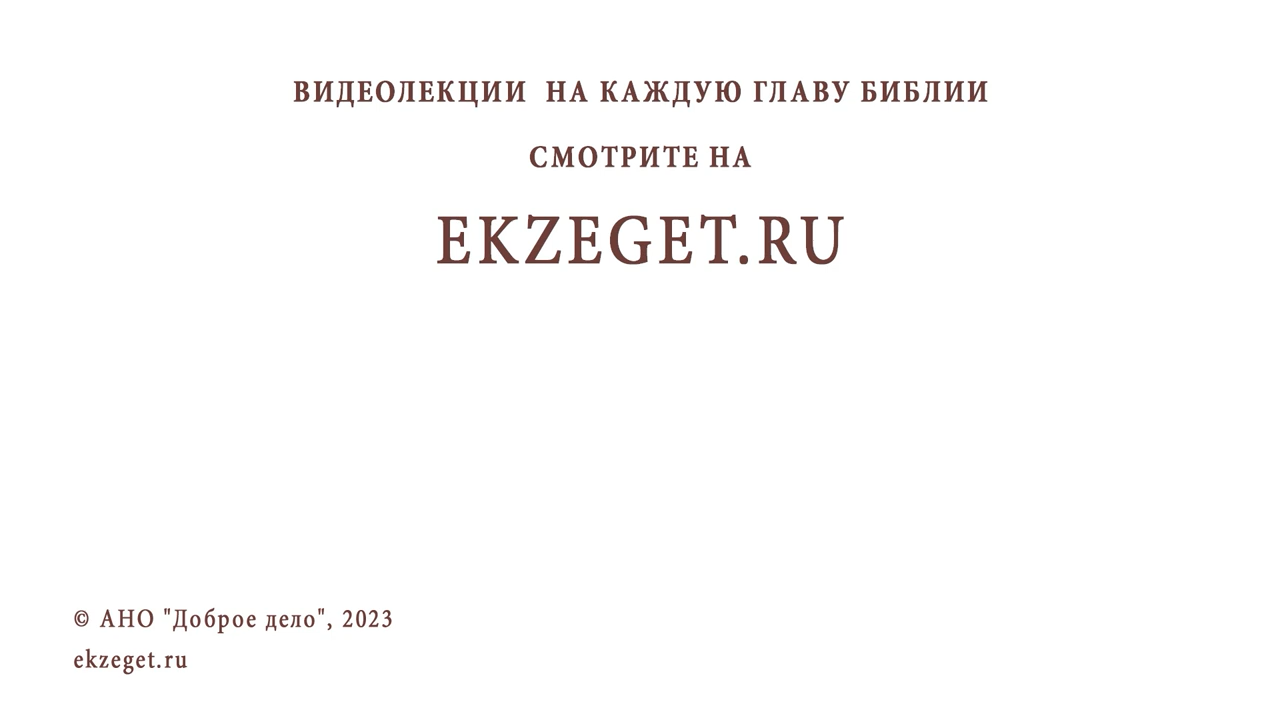 ВИДЕОЛЕКЦИИ НА КАЖДУЮ ГЛАВУ БИБЛИИ
СМОТРИТЕ НА
EKZEGET.RU
© АНО "Доброе дело", 2023
ekzeget.ru